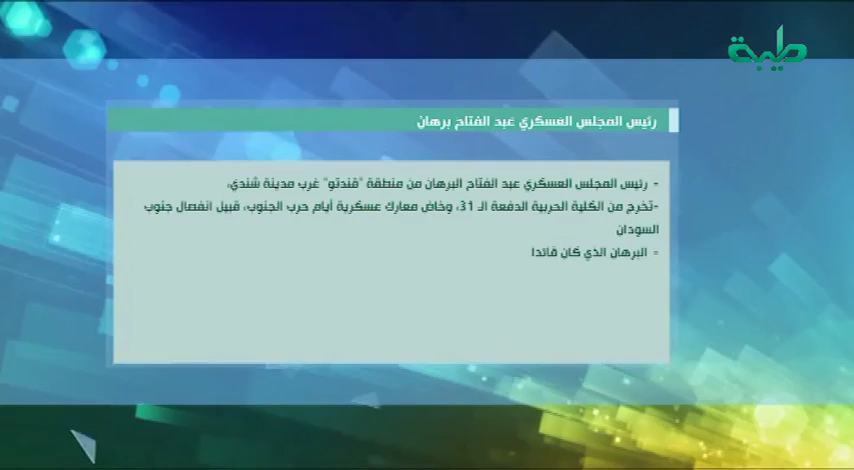 طيبة
رئيس المجلس العسكري عبد الفتاح برهان
- رئيس المجلس العسكري عبد الفتاح البرهان من منطقة "قندتو" غرب مدينة شندي،
-تخرج من الكلية الحربية الدفعة الـ 31، وخاض معارك عسكرية أيام حرب الجنوب، قبيل انفصال جنوب
السودان
- البرهان الذي كان قائدا